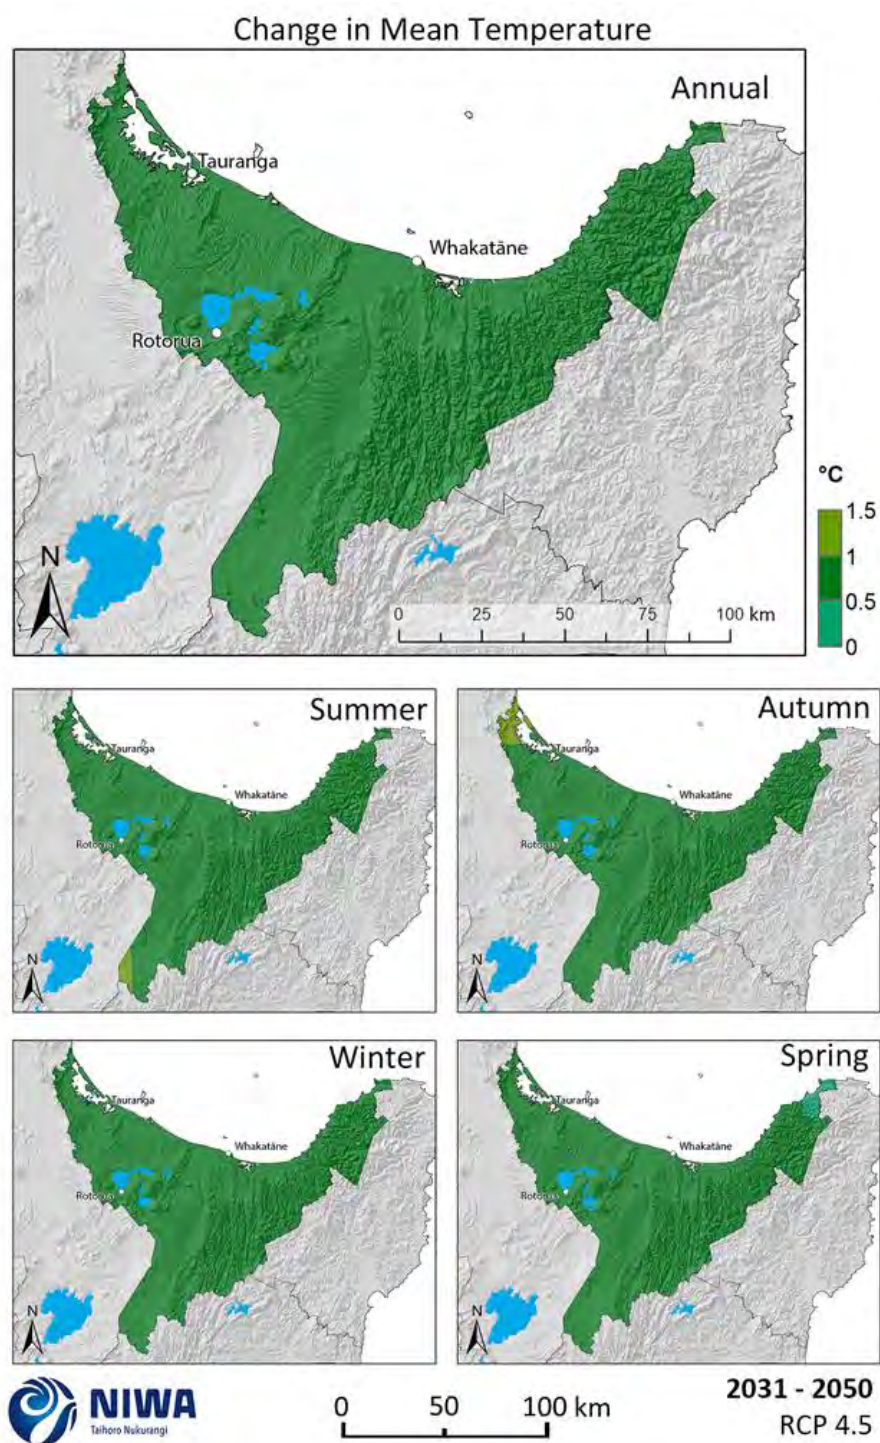 Change in Mean Temperature
Annual
Tauranga
Whakatāne
Rotorua
°C
1.5
1
0.5
0
N
0 25 50 75 100 km
Summer
Tauranga
Whakatāne
Rotorua
N
Autumn
Tauranga
Whakatāne
Rotorua
N
Winter
Tauranga
Whakatāne
Rotorua
N
Spring
Tauranga
Whakatāne
Rotorua
N
NIWA
Taihoro Nukurangi
0 50 100 km
2031 - 2050
RCP 4.5